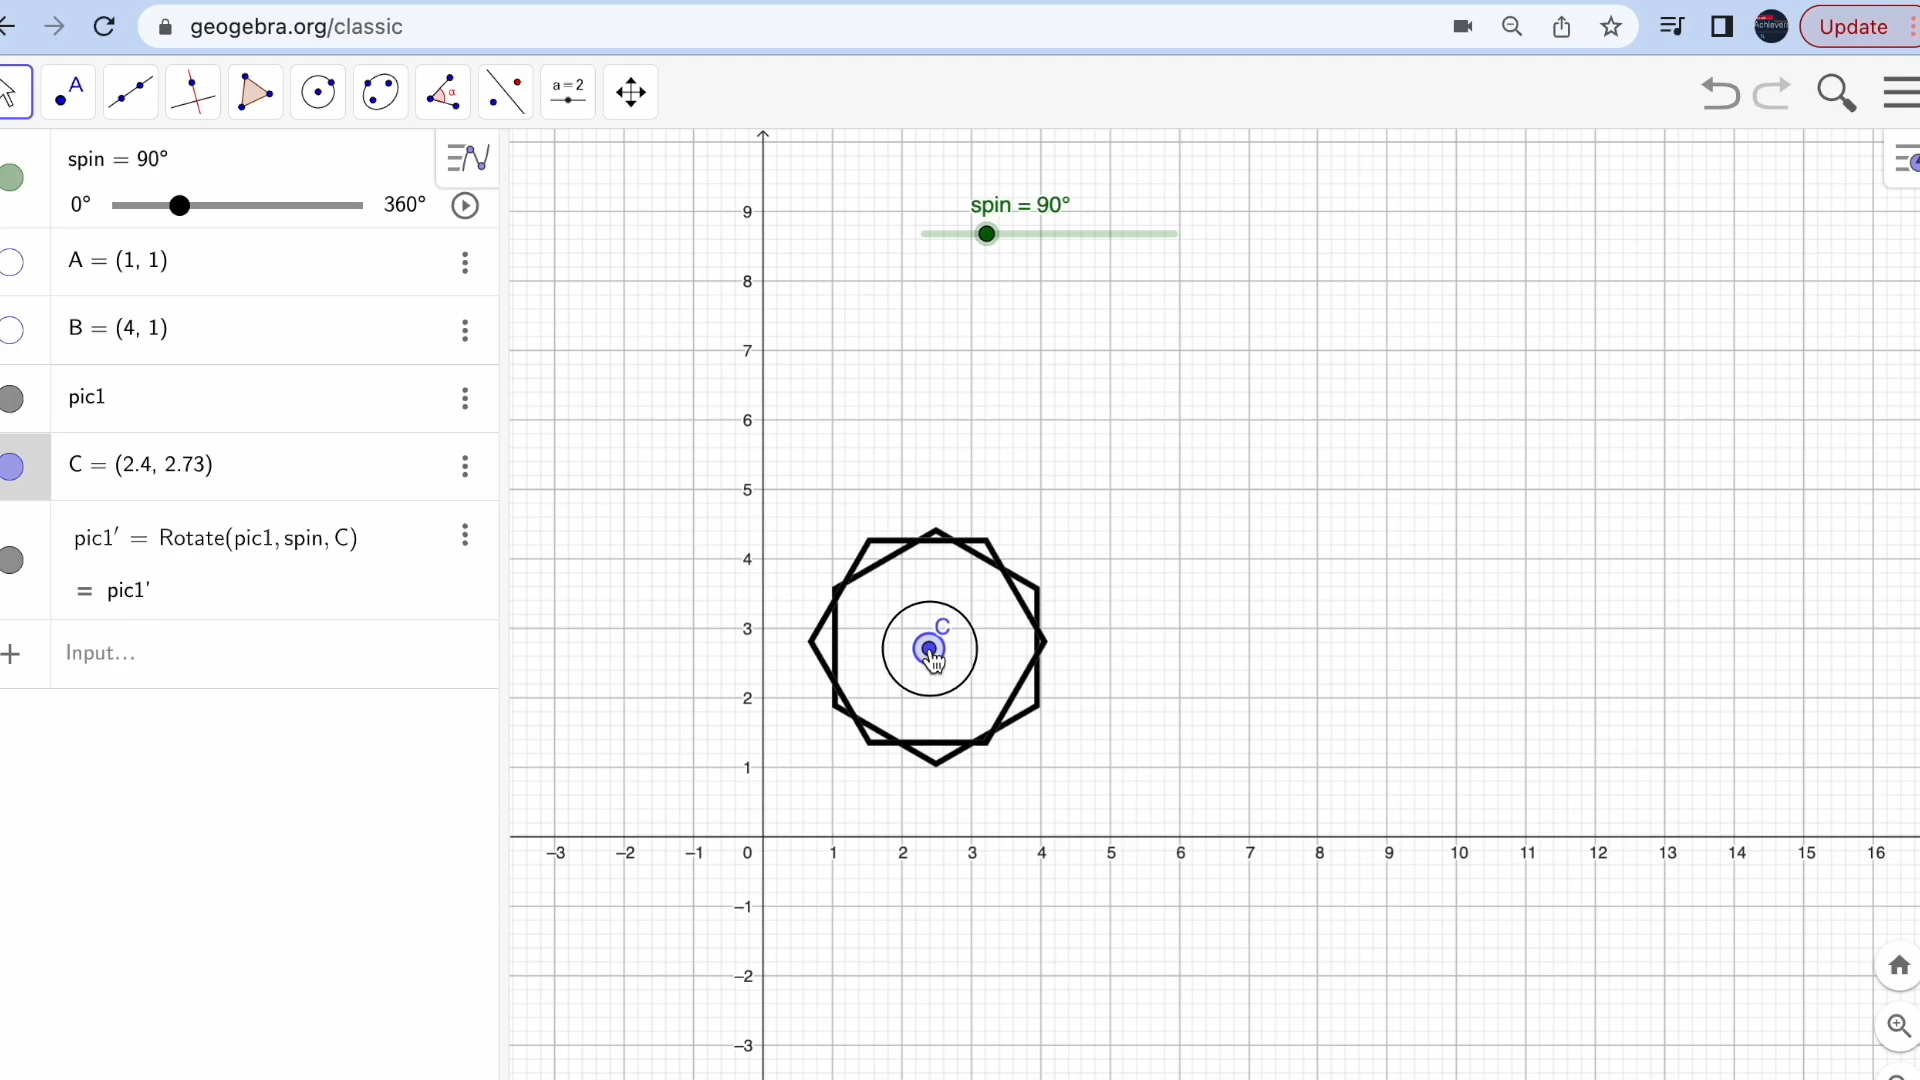 geogebra.org/classic
Achievers
Update
A
α
a=2
spin = 90°
0°
360°
A = (1, 1)
B = (4, 1)
pic1
C = (2.4, 2.73)
pic1′ = Rotate(pic1, spin, C)
= pic1'
+ Input…
spin = 90°
9
8
7
6
5
4
3
2
1
C
–3 –2 –1 0 1 2 3 4 5 6 7 8 9 10 11 12 13 14 15 16
–1
–2
–3